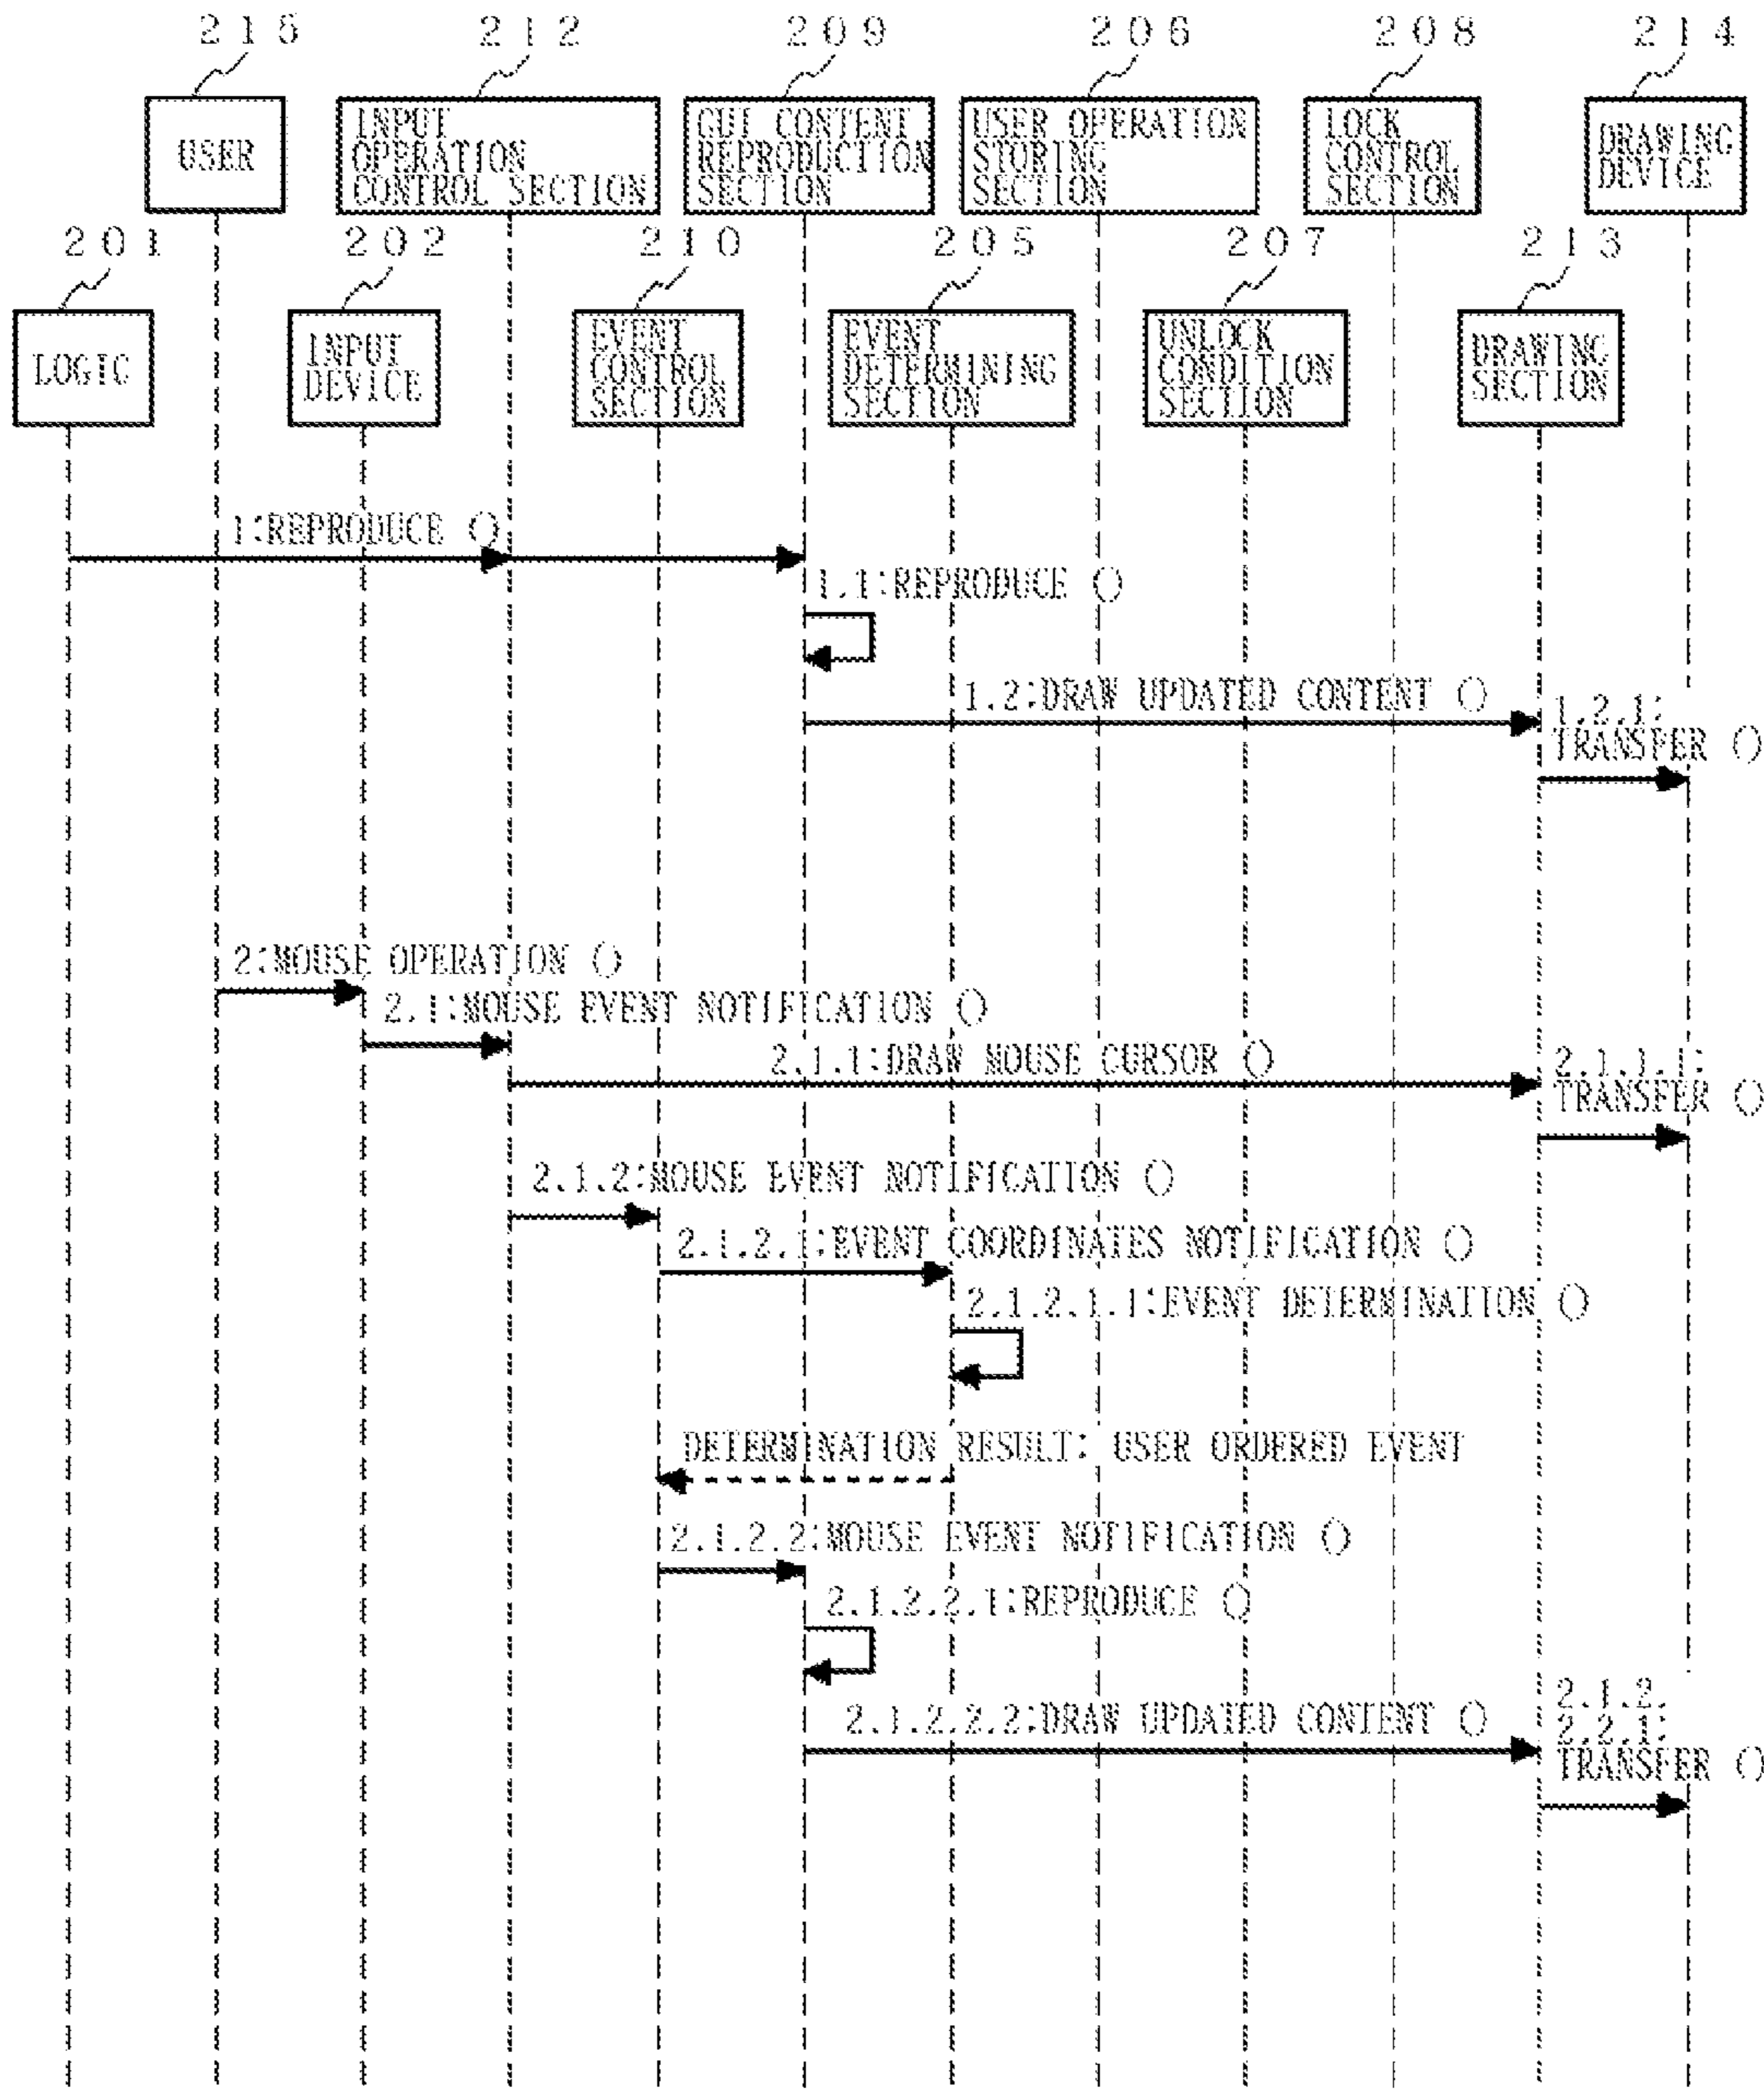 215
212
209
206
208
214
USER
INPUT
OPERATION
CONTROL SECTION
GUI CONTENT
REPRODUCTION
SECTION
USER OPERATION
STORING
SECTION
LOCK
CONTROL
SECTION
DRAWING
DEVICE
201
202
210
205
207
213
LOGIC
INPUT
DEVICE
EVENT
CONTROL
SECTION
EVENT
DETERMINING
SECTION
UNLOCK
CONDITION
SECTION
DRAWING
SECTION
1:REPRODUCE ()
1.1:REPRODUCE ()
1.2:DRAW UPDATED CONTENT ()
1.2.1:
TRANSFER ()
2:MOUSE OPERATION ()
2.1:MOUSE EVENT NOTIFICATION ()
2.1.1:DRAW MOUSE CURSOR ()
2.1.1.1:
TRANSFER ()
2.1.2:MOUSE EVENT NOTIFICATION ()
2.1.2.1:EVENT COORDINATES NOTIFICATION ()
2.1.2.1.1:EVENT DETERMINATION ()
DETERMINATION RESULT: USER ORDERED EVENT
2.1.2.2:MOUSE EVENT NOTIFICATION ()
2.1.2.2.1:REPRODUCE ()
2.1.2.2.2:DRAW UPDATED CONTENT ()
2.1.2.
2.2.1:
TRANSFER ()